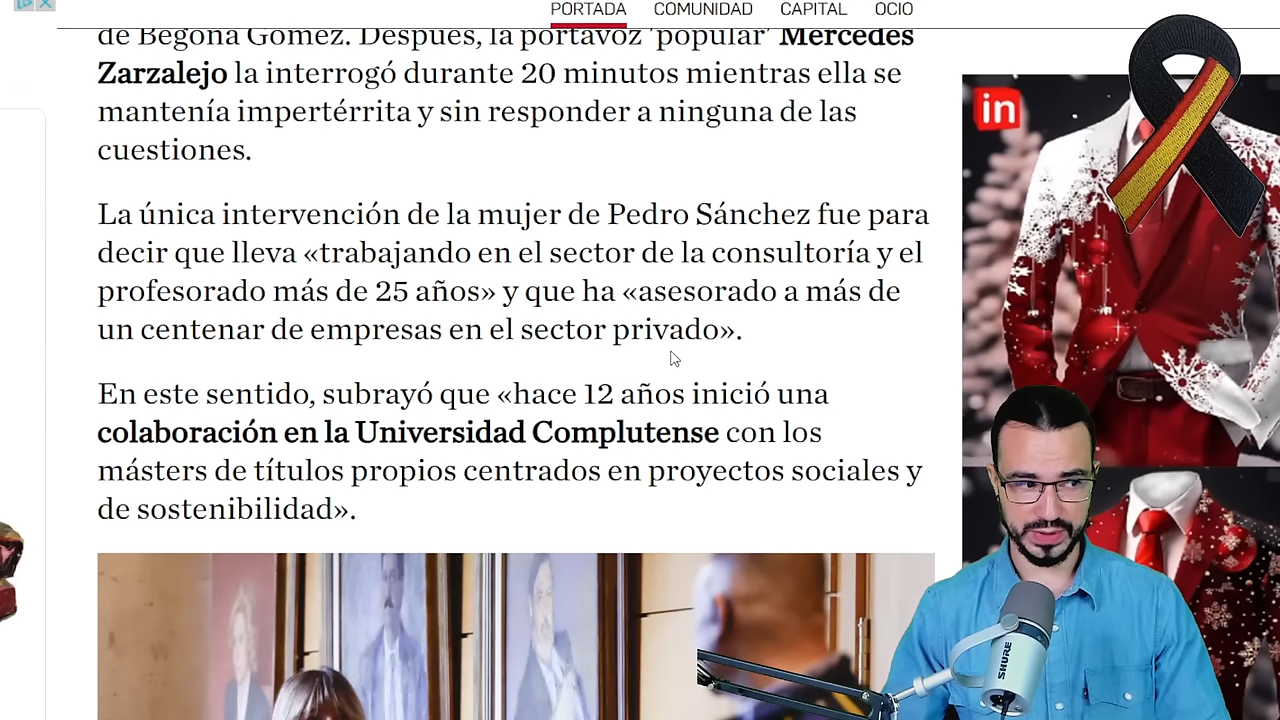 PORTADA COMUNIDAD CAPITAL OCIO
de Begoña Gómez. Después, la portavoz 'popular' Mercedes
Zarzalejo la interrogó durante 20 minutos mientras ella se
mantenía impertérrita y sin responder a ninguna de las
cuestiones.
La única intervención de la mujer de Pedro Sánchez fue para
decir que lleva «trabajando en el sector de la consultoría y el
profesorado más de 25 años» y que ha «asesorado a más de
un centenar de empresas en el sector privado».
En este sentido, subrayó que «hace 12 años inició una
colaboración en la Universidad Complutense con los
másters de títulos propios centrados en proyectos sociales y
de sostenibilidad».
in
SHURE